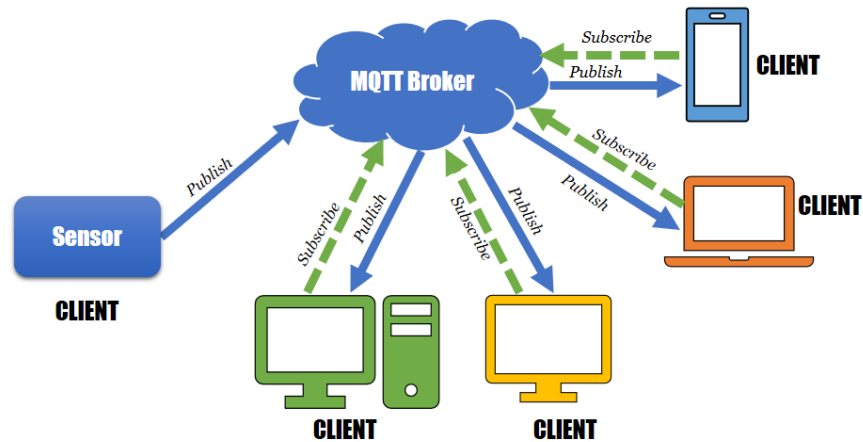 Subscribe
MQTT Broker
Publish
CLIENT
Publish
Subscribe
Publish
CLIENT
Sensor
CLIENT
Subscribe
Publish
Subscribe
Publish
CLIENT
CLIENT